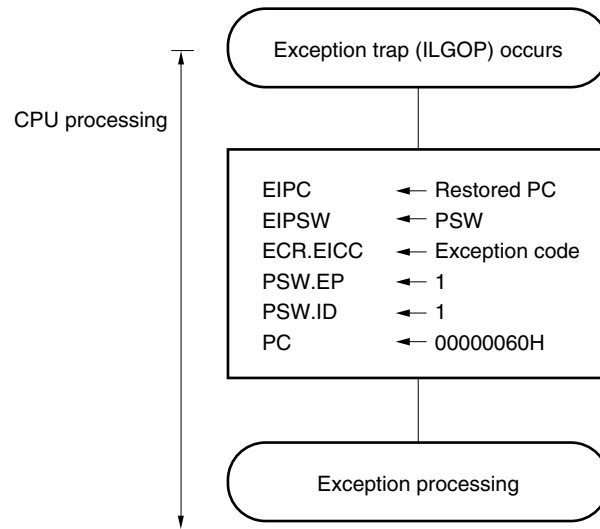 Exception trap (ILGOP) occurs
CPU processing
EIPC ← Restored PC
EIPSW ← PSW
ECR.EICC ← Exception code
PSW.EP ← 1
PSW.ID ← 1
PC ← 00000060H
Exception processing